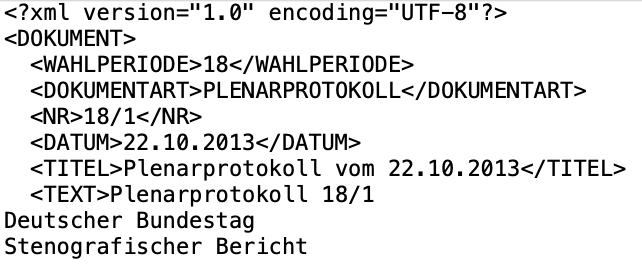 <?xml version="1.0" encoding="UTF-8"?>
<DOKUMENT>
  <WAHLPERIODE>18</WAHLPERIODE>
  <DOKUMENTART>PLENARPROTOKOLL</DOKUMENTART>
  <NR>18/1</NR>
  <DATUM>22.10.2013</DATUM>
  <TITEL>Plenarprotokoll vom 22.10.2013</TITEL>
  <TEXT>Plenarprotokoll 18/1
Deutscher Bundestag
Stenografischer Bericht